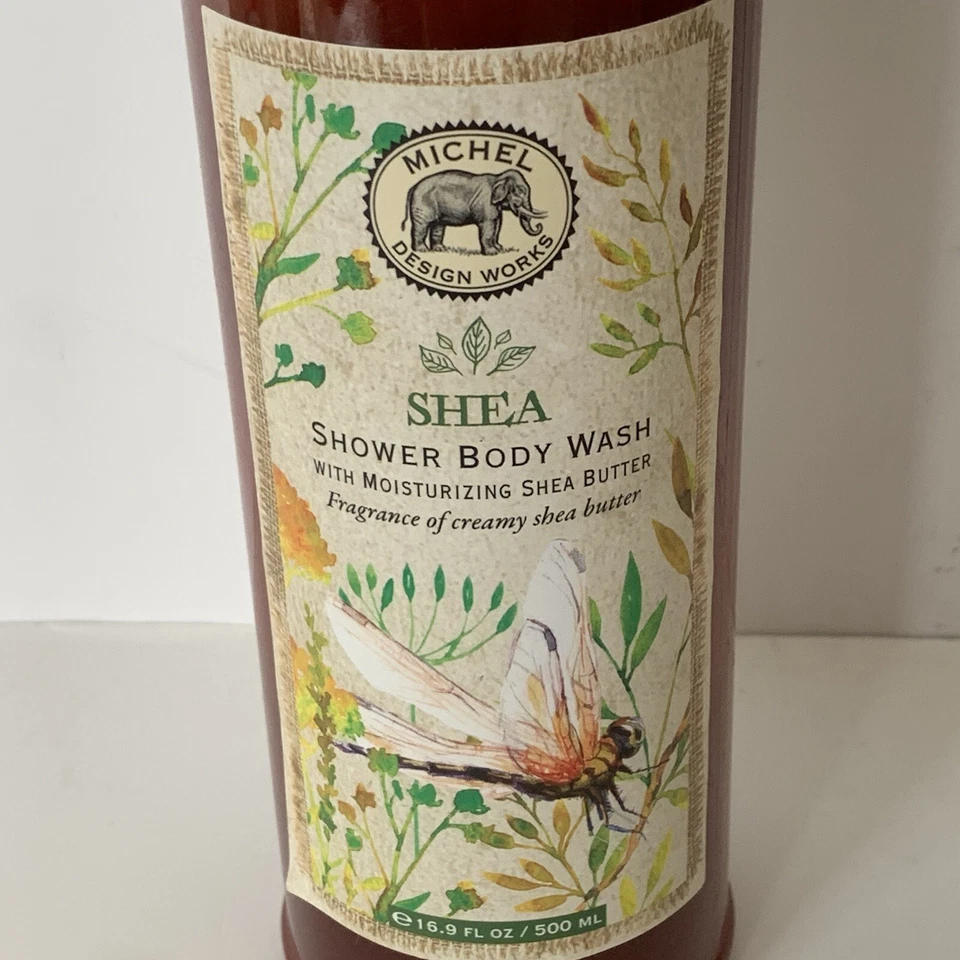 MICHEL
DESIGN WORKS
SHEA
SHOWER BODY WASH
WITH MOISTURIZING SHEA BUTTER
Fragrance of creamy shea butter
℮ 16.9 FL OZ / 500 ML